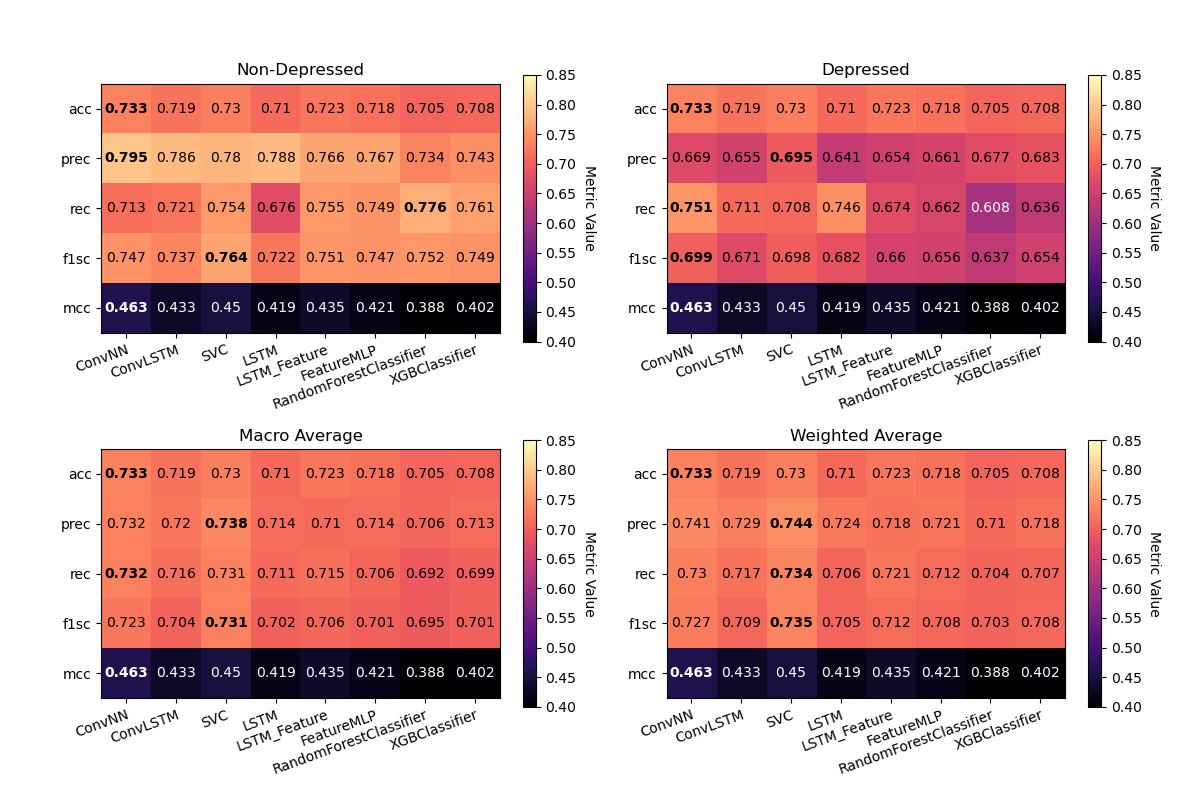 Non-Depressed
acc 0.733 0.719 0.73 0.71 0.723 0.718 0.705 0.708
prec 0.795 0.786 0.78 0.788 0.766 0.767 0.734 0.743
rec 0.713 0.721 0.754 0.676 0.755 0.749 0.776 0.761
f1sc 0.747 0.737 0.764 0.722 0.751 0.747 0.752 0.749
mcc 0.463 0.433 0.45 0.419 0.435 0.421 0.388 0.402
ConvNN
ConvLSTM
SVC
LSTM
LSTM_Feature
FeatureMLP
RandomForestClassifier
XGBClassifier
0.85
0.80
0.75
0.70
0.65
0.60
0.55
0.50
0.45
0.40
Metric Value
Depressed
acc 0.733 0.719 0.73 0.71 0.723 0.718 0.705 0.708
prec 0.669 0.655 0.695 0.641 0.654 0.661 0.677 0.683
rec 0.751 0.711 0.708 0.746 0.674 0.662 0.608 0.636
f1sc 0.699 0.671 0.698 0.682 0.66 0.656 0.637 0.654
mcc 0.463 0.433 0.45 0.419 0.435 0.421 0.388 0.402
ConvNN
ConvLSTM
SVC
LSTM
LSTM_Feature
FeatureMLP
RandomForestClassifier
XGBClassifier
0.85
0.80
0.75
0.70
0.65
0.60
0.55
0.50
0.45
0.40
Metric Value
Macro Average
acc 0.733 0.719 0.73 0.71 0.723 0.718 0.705 0.708
prec 0.732 0.72 0.738 0.714 0.71 0.714 0.706 0.713
rec 0.732 0.716 0.731 0.711 0.715 0.706 0.692 0.699
f1sc 0.723 0.704 0.731 0.702 0.706 0.701 0.695 0.701
mcc 0.463 0.433 0.45 0.419 0.435 0.421 0.388 0.402
ConvNN
ConvLSTM
SVC
LSTM
LSTM_Feature
FeatureMLP
RandomForestClassifier
XGBClassifier
0.85
0.80
0.75
0.70
0.65
0.60
0.55
0.50
0.45
0.40
Metric Value
Weighted Average
acc 0.733 0.719 0.73 0.71 0.723 0.718 0.705 0.708
prec 0.741 0.729 0.744 0.724 0.718 0.721 0.71 0.718
rec 0.73 0.717 0.734 0.706 0.721 0.712 0.704 0.707
f1sc 0.727 0.709 0.735 0.705 0.712 0.708 0.703 0.708
mcc 0.463 0.433 0.45 0.419 0.435 0.421 0.388 0.402
ConvNN
ConvLSTM
SVC
LSTM
LSTM_Feature
FeatureMLP
RandomForestClassifier
XGBClassifier
0.85
0.80
0.75
0.70
0.65
0.60
0.55
0.50
0.45
0.40
Metric Value